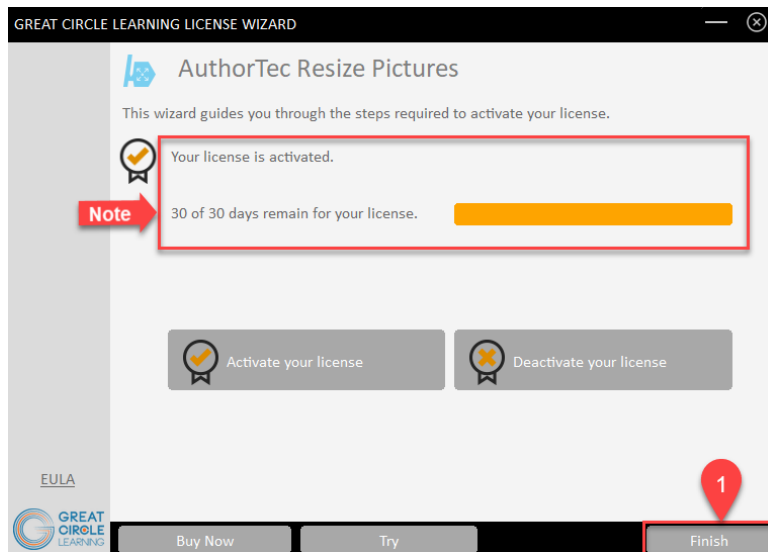 GREAT CIRCLE LEARNING LICENSE WIZARD
AuthorTec Resize Pictures
This wizard guides you through the steps required to activate your license.
Your license is activated.
Note
30 of 30 days remain for your license.
Activate your license
Deactivate your license
EULA
1
GREAT
CIRCLE
LEARNING
Buy Now
Try
Finish